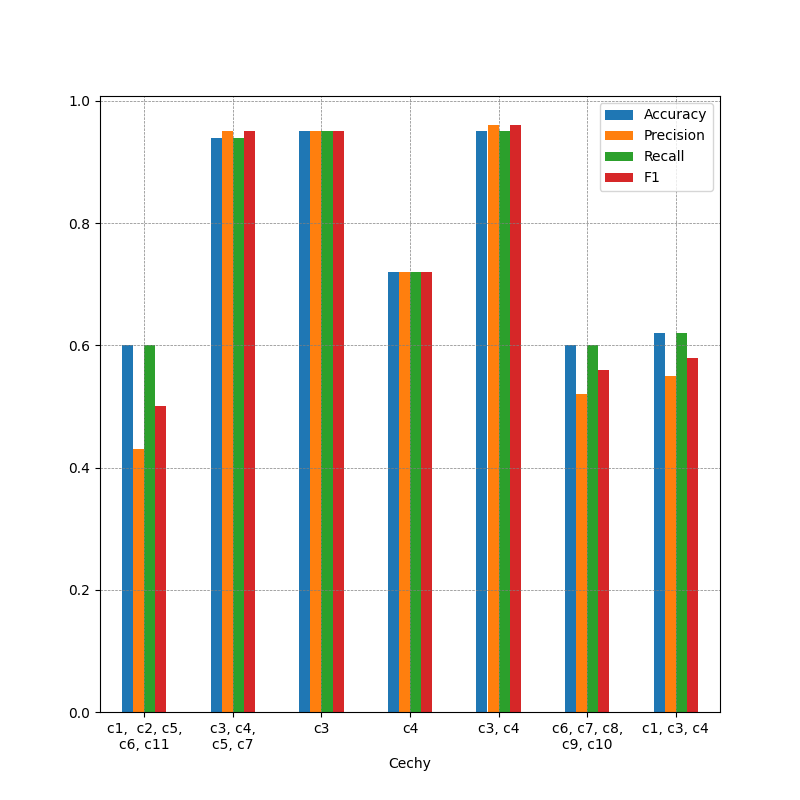 1.0
0.8
0.6
0.4
0.2
0.0
Accuracy
Precision
Recall
F1
c1,  c2, c5,
c6, c11
c3, c4,
c5, c7
c3
c4
c3, c4
c6, c7, c8,
c9, c10
c1, c3, c4
Cechy